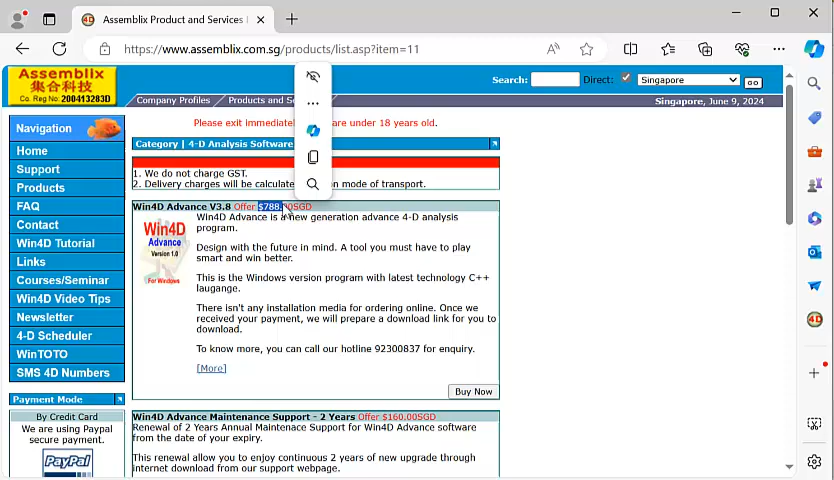 Assemblix Product and Services
https://www.assemblix.com.sg/products/list.asp?item=11
Assemblix
集合科技
Co. Reg No: 200413283D
Search:
Direct:
Singapore
Company Profiles
Products and Se
Singapore, June 9, 2024
Navigation
Home
Support
Products
FAQ
Contact
Win4D Tutorial
Links
Courses/Seminar
Win4D Video Tips
Newsletter
4-D Scheduler
WinTOTO
SMS 4D Numbers
Payment Mode
By Credit Card
We are using Paypal
secure payment.
PayPal
Please exit immediate are under 18 years old.
Category | 4-D Analysis Software
1. We do not charge GST.
2. Delivery charges will be calculate on mode of transport.
Win4D Advance V3.8 Offer $788.00SGD
Win4D
Advance
Version 1.0
For Windows
Win4D Advance is a new generation advance 4-D analysis
program.
Design with the future in mind. A tool you must have to play
smart and win better.
This is the Windows version program with latest technology C++
laugange.
There isn't any installation media for ordering online. Once we
received your payment, we will prepare a download link for you to
download.
To know more, you can call our hotline 92300837 for enquiry.
[More]
Buy Now
Win4D Advance Maintenance Support - 2 Years Offer $160.00SGD
Renewal of 2 Years Annual Maintenace Support for Win4D Advance software
from the date of your expiry.
This renewal allow you to enjoy continuous 2 years of new upgrade through
internet download from our support webpage.